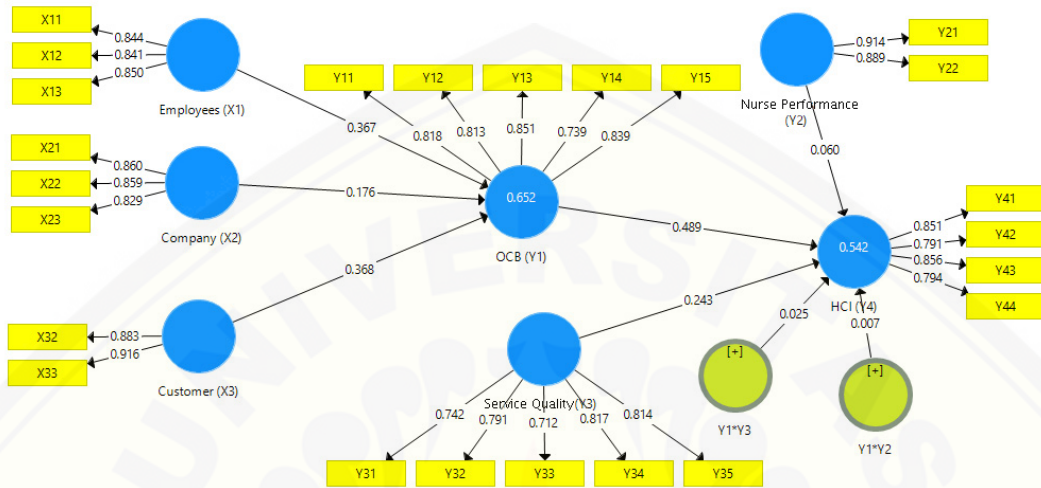 X11
X12
X13
0.844
0.841
0.850
Employees (X1)
X21
X22
X23
0.860
0.859
0.829
Company (X2)
X32
X33
0.883
0.916
Customer (X3)
0.367
0.176
0.368
Y11
Y12
Y13
Y14
Y15
0.818
0.813
0.851
0.739
0.839
0.652
OCB (Y1)
0.489
0.243
Y21
Y22
0.914
0.889
Nurse Performance
(Y2)
0.060
Y41
Y42
Y43
Y44
0.851
0.791
0.856
0.794
0.542
HCI (Y4)
0.025
0.007
[+]
Y1*Y3
[+]
Y1*Y2
Service Quality (Y3)
0.742
0.791
0.712
0.817
0.814
Y31
Y32
Y33
Y34
Y35
UNIVERSITAS